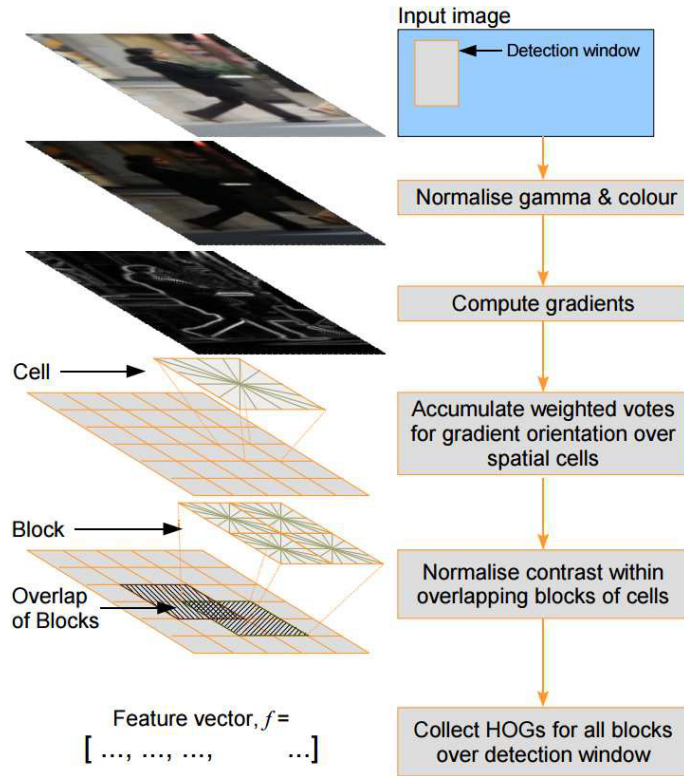 Input image
Detection window
Normalise gamma & colour
Compute gradients
Cell
Accumulate weighted votes
for gradient orientation over
spatial cells
Block
Normalise contrast within
overlapping blocks of cells
Overlap
of Blocks
Feature vector, f =
[ ..., ..., ..., ...]
Collect HOGs for all blocks
over detection window